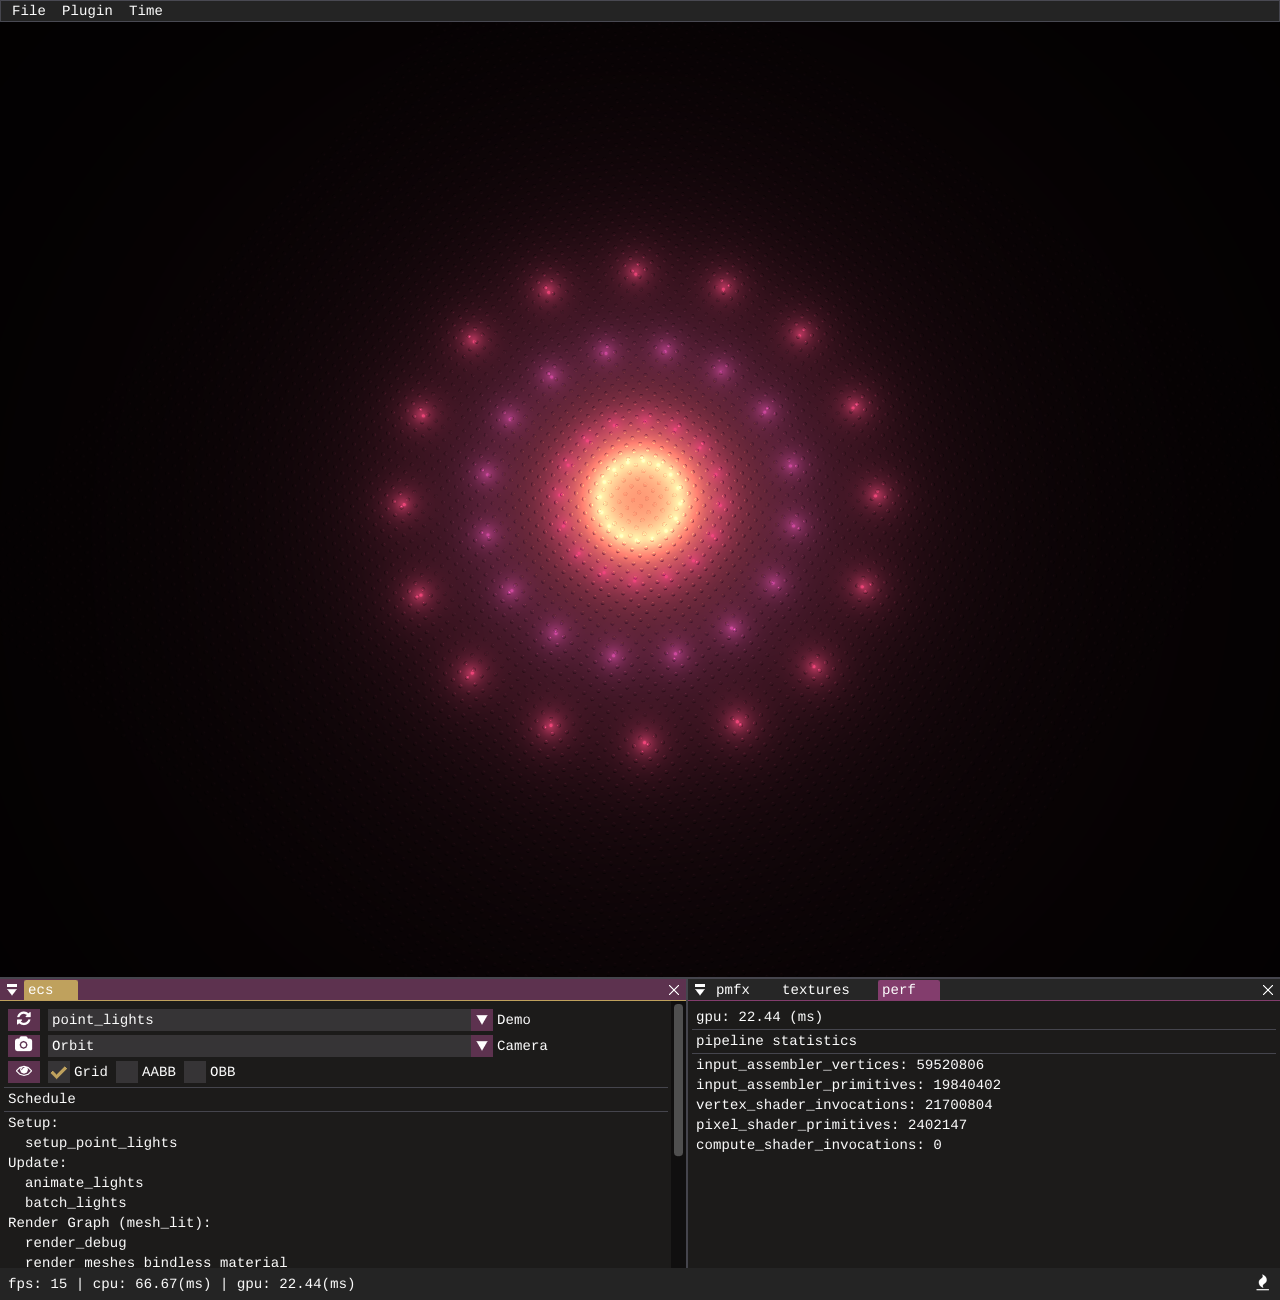 File Plugin Time
ecs
point_lights Demo
Orbit Camera
Grid AABB OBB
Schedule
Setup:
setup_point_lights
Update:
animate_lights
batch_lights
Render Graph (mesh_lit):
render_debug
render meshes bindless material
pmfx textures perf
gpu: 22.44 (ms)
pipeline statistics
input_assembler_vertices: 59520806
input_assembler_primitives: 19840402
vertex_shader_invocations: 21700804
pixel_shader_primitives: 2402147
compute_shader_invocations: 0
fps: 15 | cpu: 66.67(ms) | gpu: 22.44(ms)